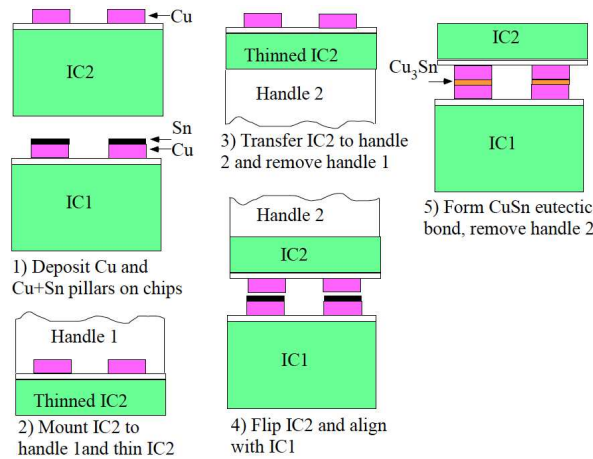 Cu
IC2
Sn
Cu
IC1
1) Deposit Cu and
Cu+Sn pillars on chips
Handle 1
Thinned IC2
2) Mount IC2 to
handle 1and thin IC2
Thinned IC2
Handle 2
3) Transfer IC2 to handle
2 and remove handle 1
Handle 2
IC2
IC1
4) Flip IC2 and align
with IC1
IC2
Cu₃Sn
IC1
5) Form CuSn eutectic
bond, remove handle 2